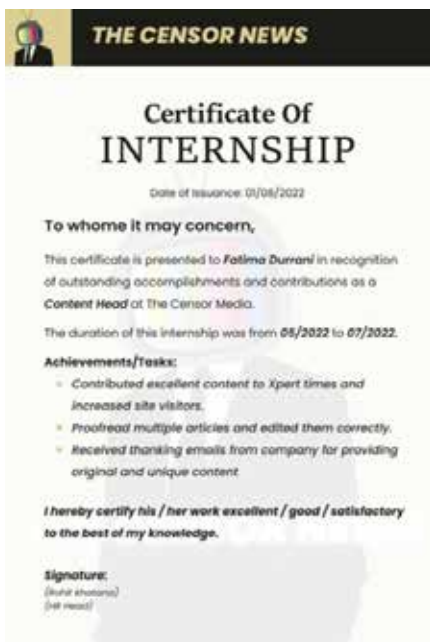 THE CENSOR NEWS
Certificate Of
INTERNSHIP
Date of Issuance: 01/08/2022
To whome it may concern,
This certificate is presented to Fatima Durrani in recognition
of outstanding accomplishments and contributions as a
Content Head at The Censor Media.
The duration of this internship was from 05/2022 to 07/2022.
Achievements/Tasks:
Contributed excellent content to Xpert times and
increased site visitors.
Proofread multiple articles and edited them correctly.
Received thanking emails from company for providing
original and unique content
I hereby certify his / her work excellent / good / satisfactory
to the best of my knowledge.
Signature:
(HR Head)